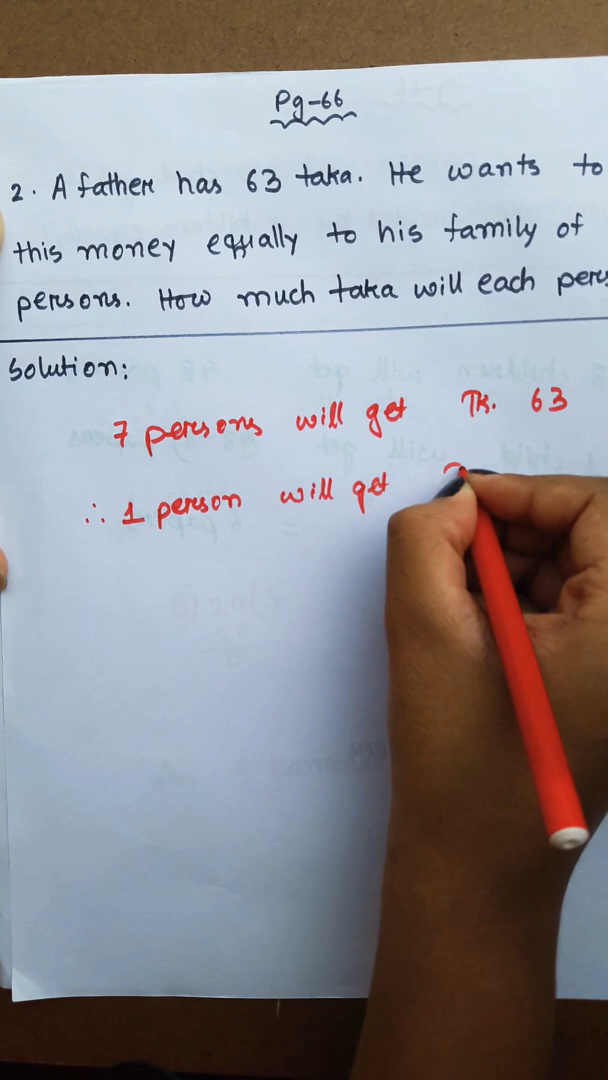 Pg-66
2. A father has 63 taka. He wants to
this money equally to his family of
persons. How much taka will each pers
Solution:
7 persons will get Tk. 63
∴ 1 person will get